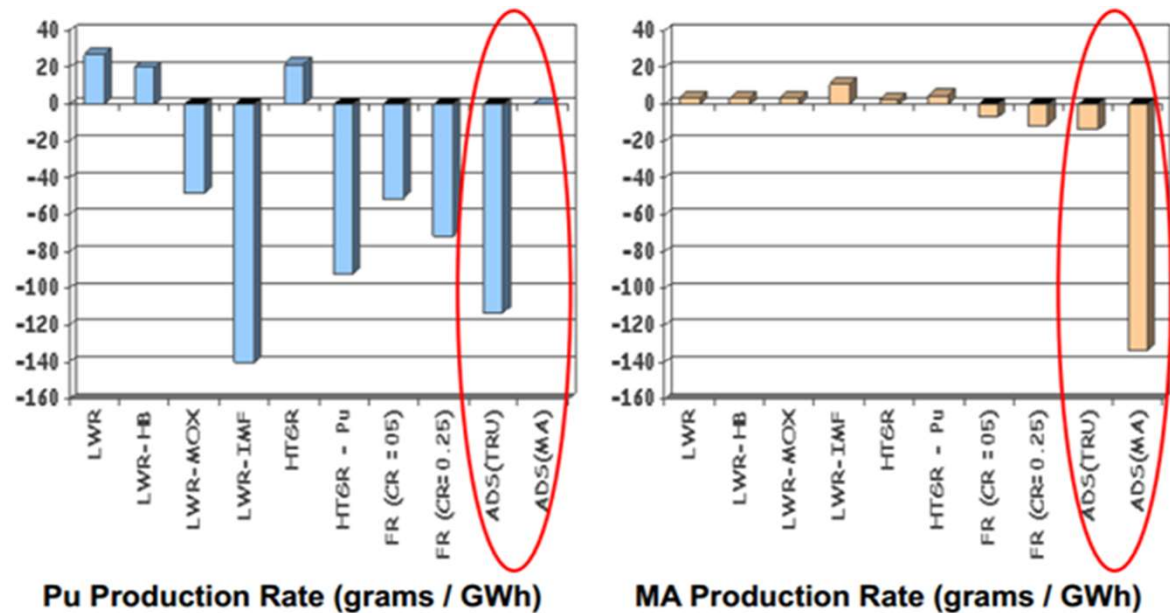 40
20
0
-20
-40
-60
-80
-100
-120
-140
-160
LWR
LWR-HB
LWR-MOX
LWR-IMF
HTGR
HTGR - Pu
FR (CR =05)
FR (CR=0.25)
ADS(TRU)
ADS(MA)
Pu Production Rate (grams / GWh)
40
20
0
-20
-40
-60
-80
-100
-120
-140
-160
LWR
LWR-HB
LWR-MOX
LWR-IMF
HTGR
HTGR - Pu
FR (CR =05)
FR (CR=0.25)
ADS(TRU)
ADS(MA)
MA Production Rate (grams / GWh)